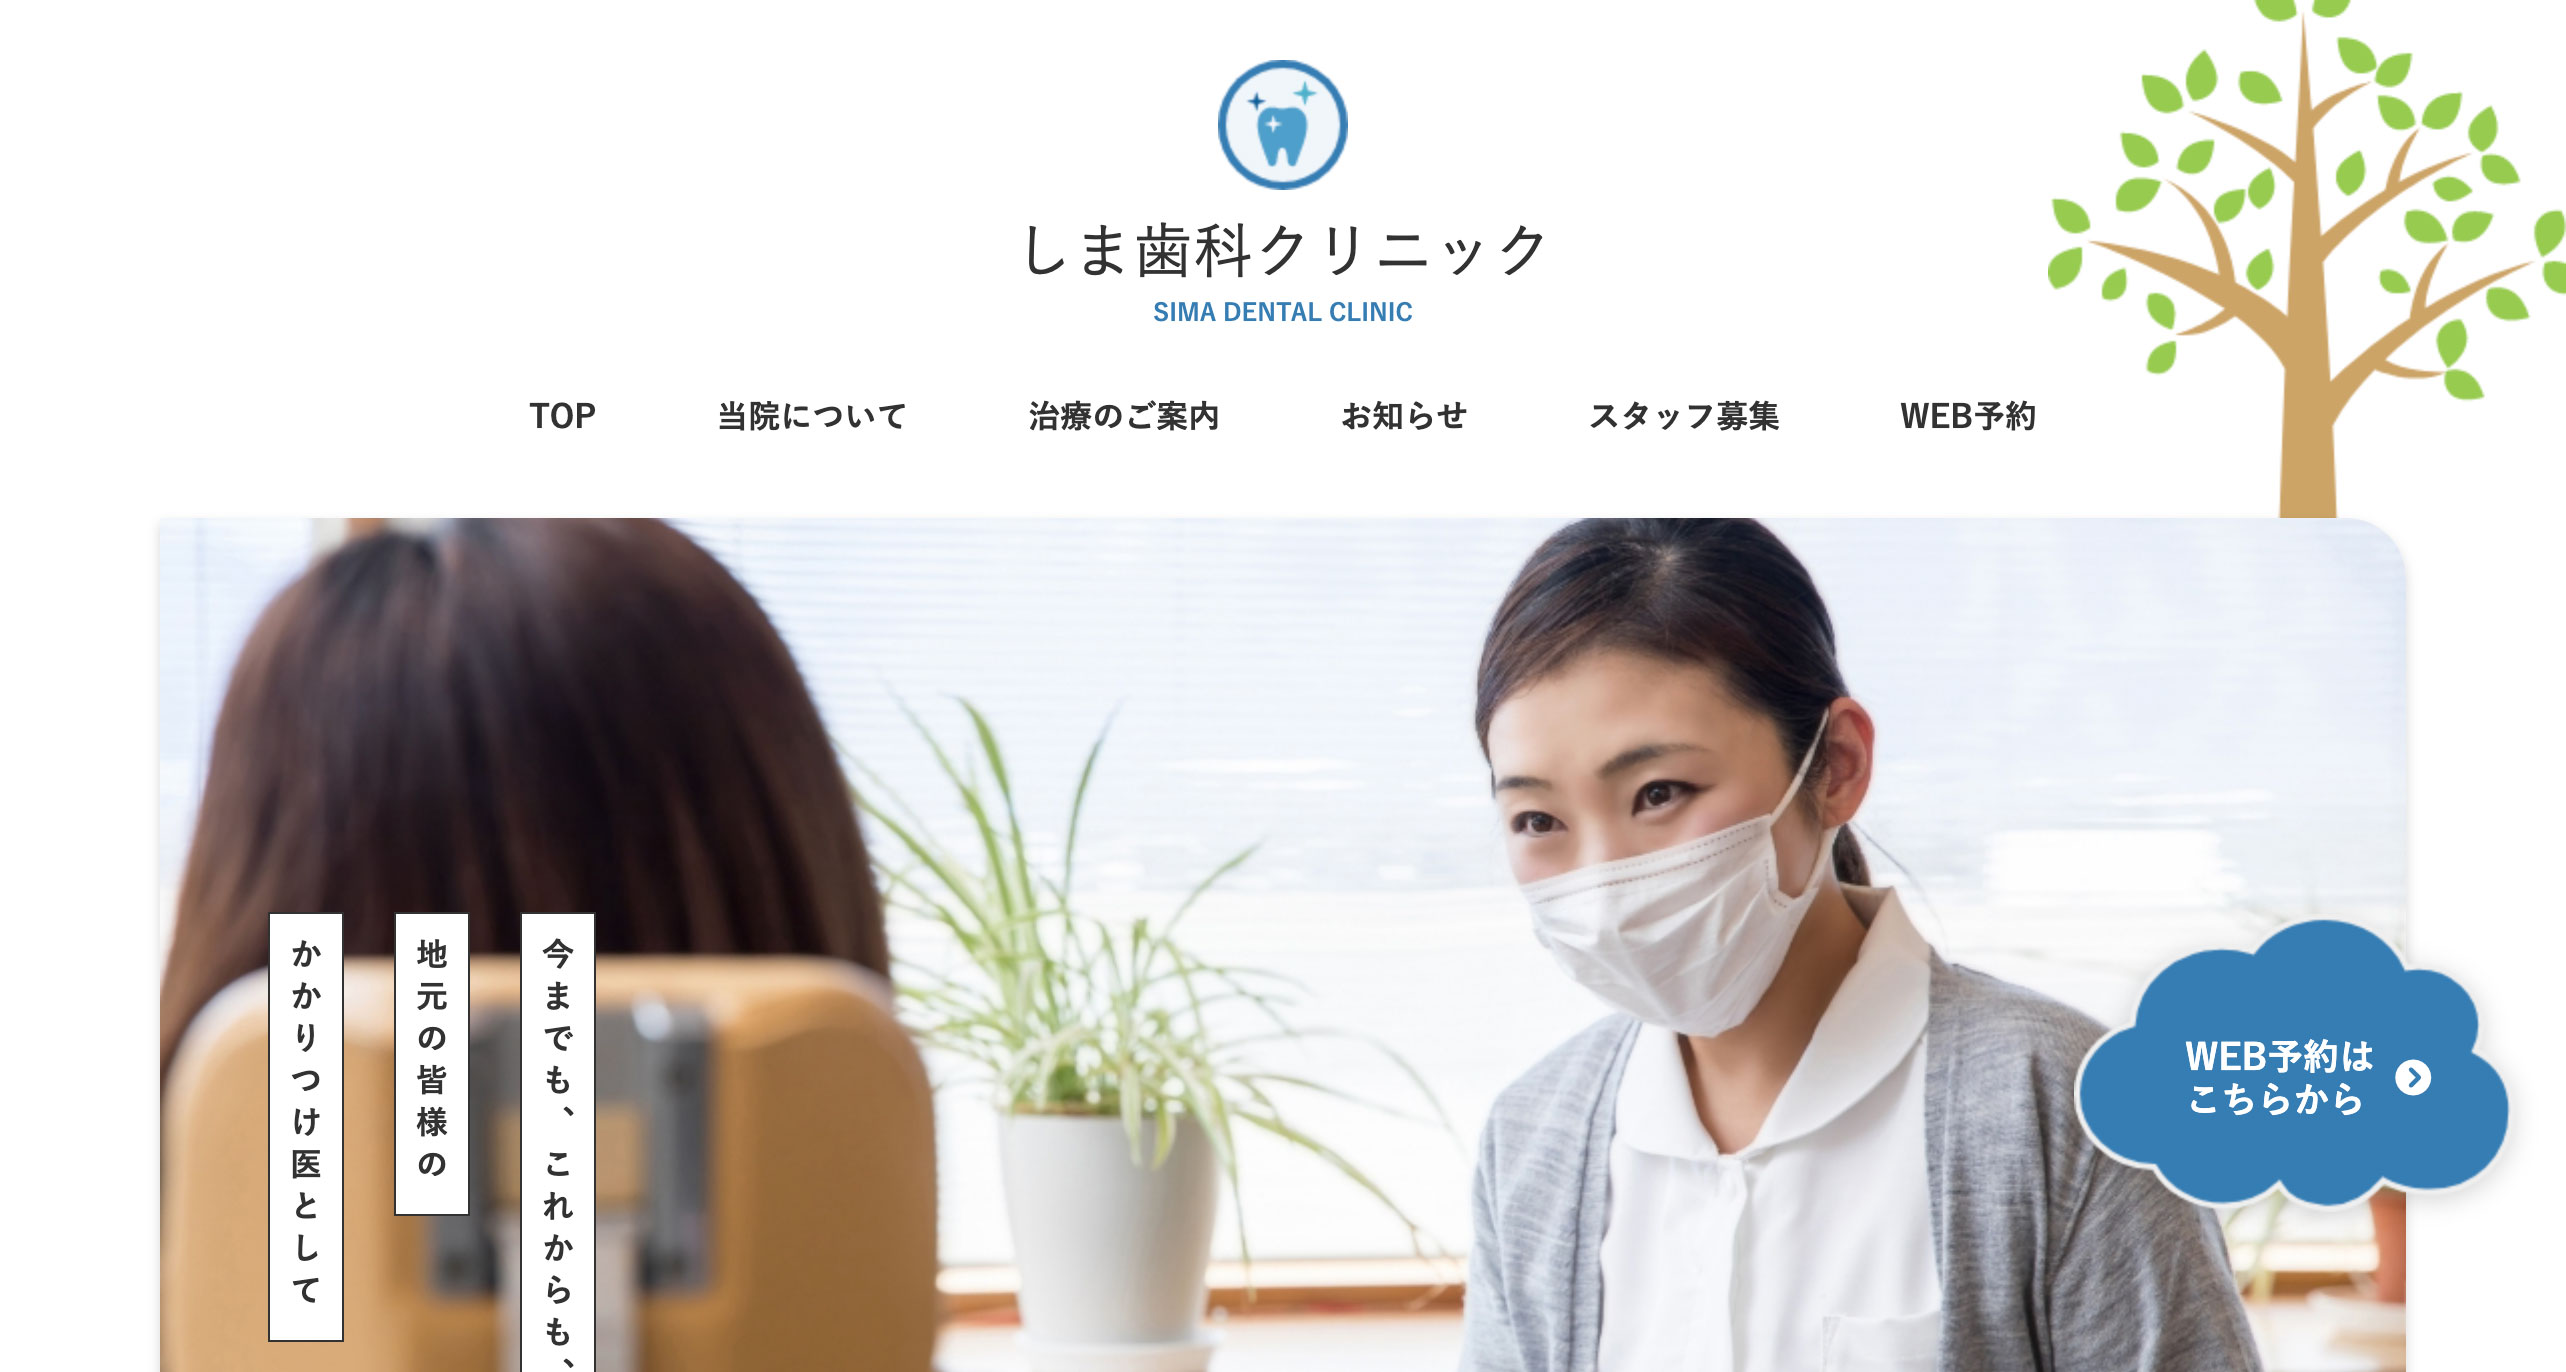 しま歯科クリニック
SIMA DENTAL CLINIC
TOP
当院について
治療のご案内
お知らせ
スタッフ募集
WEB予約
今までも、これからも、
地元の皆様の
かかりつけ医として
WEB予約は
こちらから